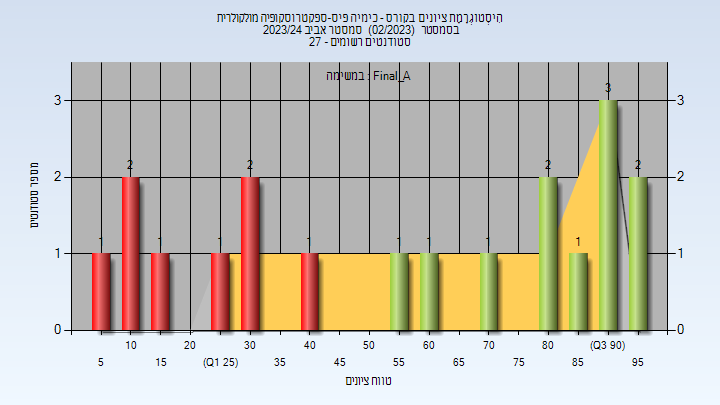 היסטוגרמת ציונים בקורס - כימיה פיס-ספקטרוסקופיה מולקולרית
בסמסטר (02/2023) סמסטר אביב 2023/24
סטודנטים רשומים - 27
במשימה : Final_A
מספר סטודנטים
3 3
2 2
1 1
0 0
1 2 1 1 2 1 1 1 1 2 1 3 2
10 20 30 40 50 60 70 80 (Q3 90)
5 15 (Q1 25) 35 45 55 65 75 85 95
טווח ציונים